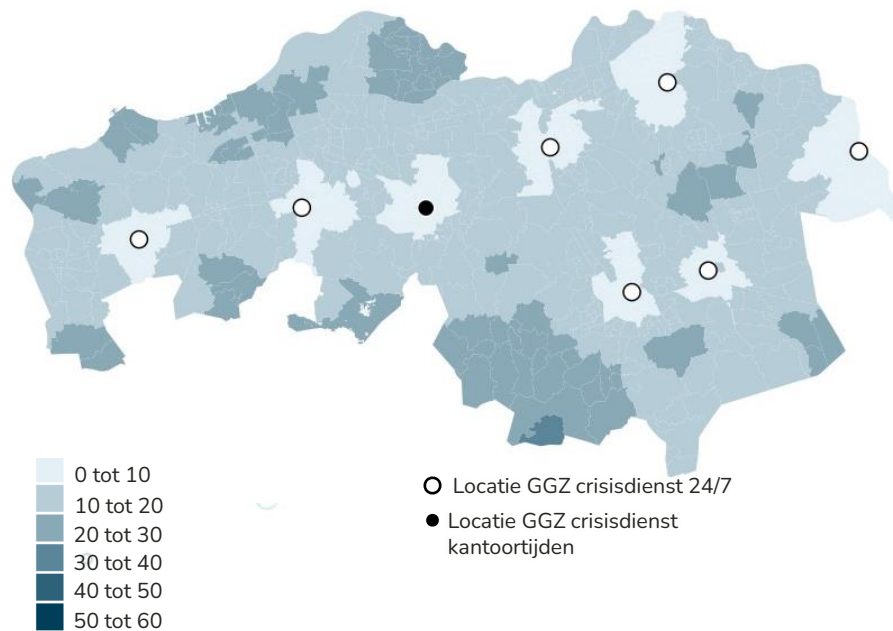 0 tot 10
10 tot 20
20 tot 30
30 tot 40
40 tot 50
50 tot 60
Locatie GGZ crisisdienst 24/7
Locatie GGZ crisisdienst
kantoortijden